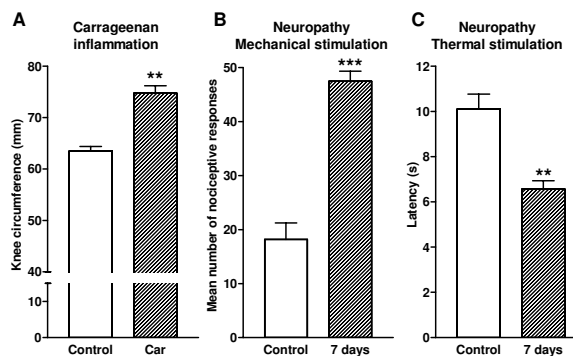 A
Carrageenan
inflammation
Knee circumference (mm)
80
70
60
50
40
10
0
**
Control
Car
B
Neuropathy
Mechanical stimulation
Mean number of nociceptive responses
50
40
30
20
10
0
***
Control
7 days
C
Neuropathy
Thermal stimulation
Latency (s)
12
10
8
6
4
2
0
**
Control
7 days